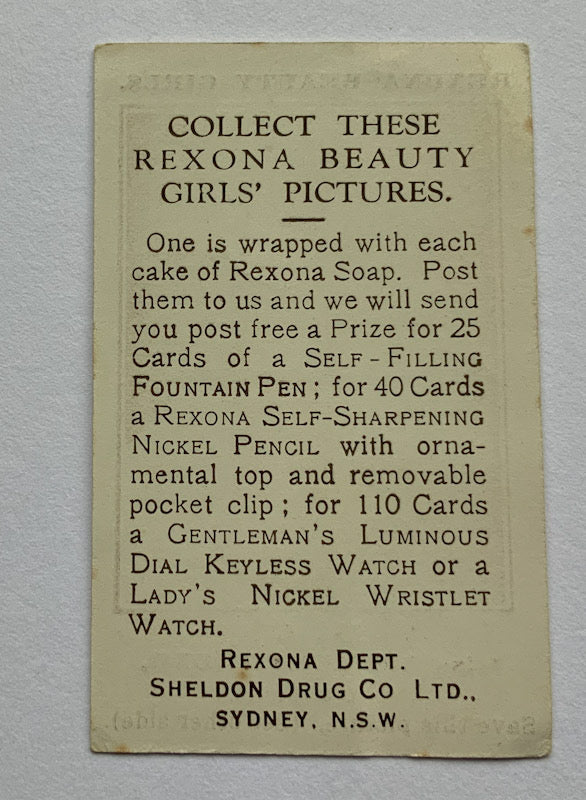 COLLECT THESE
REXONA BEAUTY
GIRLS' PICTURES.
One is wrapped with each
cake of Rexona Soap. Post
them to us and we will send
you post free a Prize for 25
Cards of a SELF-FILLING
FOUNTAIN PEN; for 40 Cards
a REXONA SELF-SHARPENING
NICKEL PENCIL with orna-
mental top and removable
pocket clip; for 110 Cards
a GENTLEMAN'S LUMINOUS
DIAL KEYLESS WATCH or a
LADY'S NICKEL WRISTLET
WATCH.
REXONA DEPT.
SHELDON DRUG CO LTD.,
SYDNEY, N.S.W.